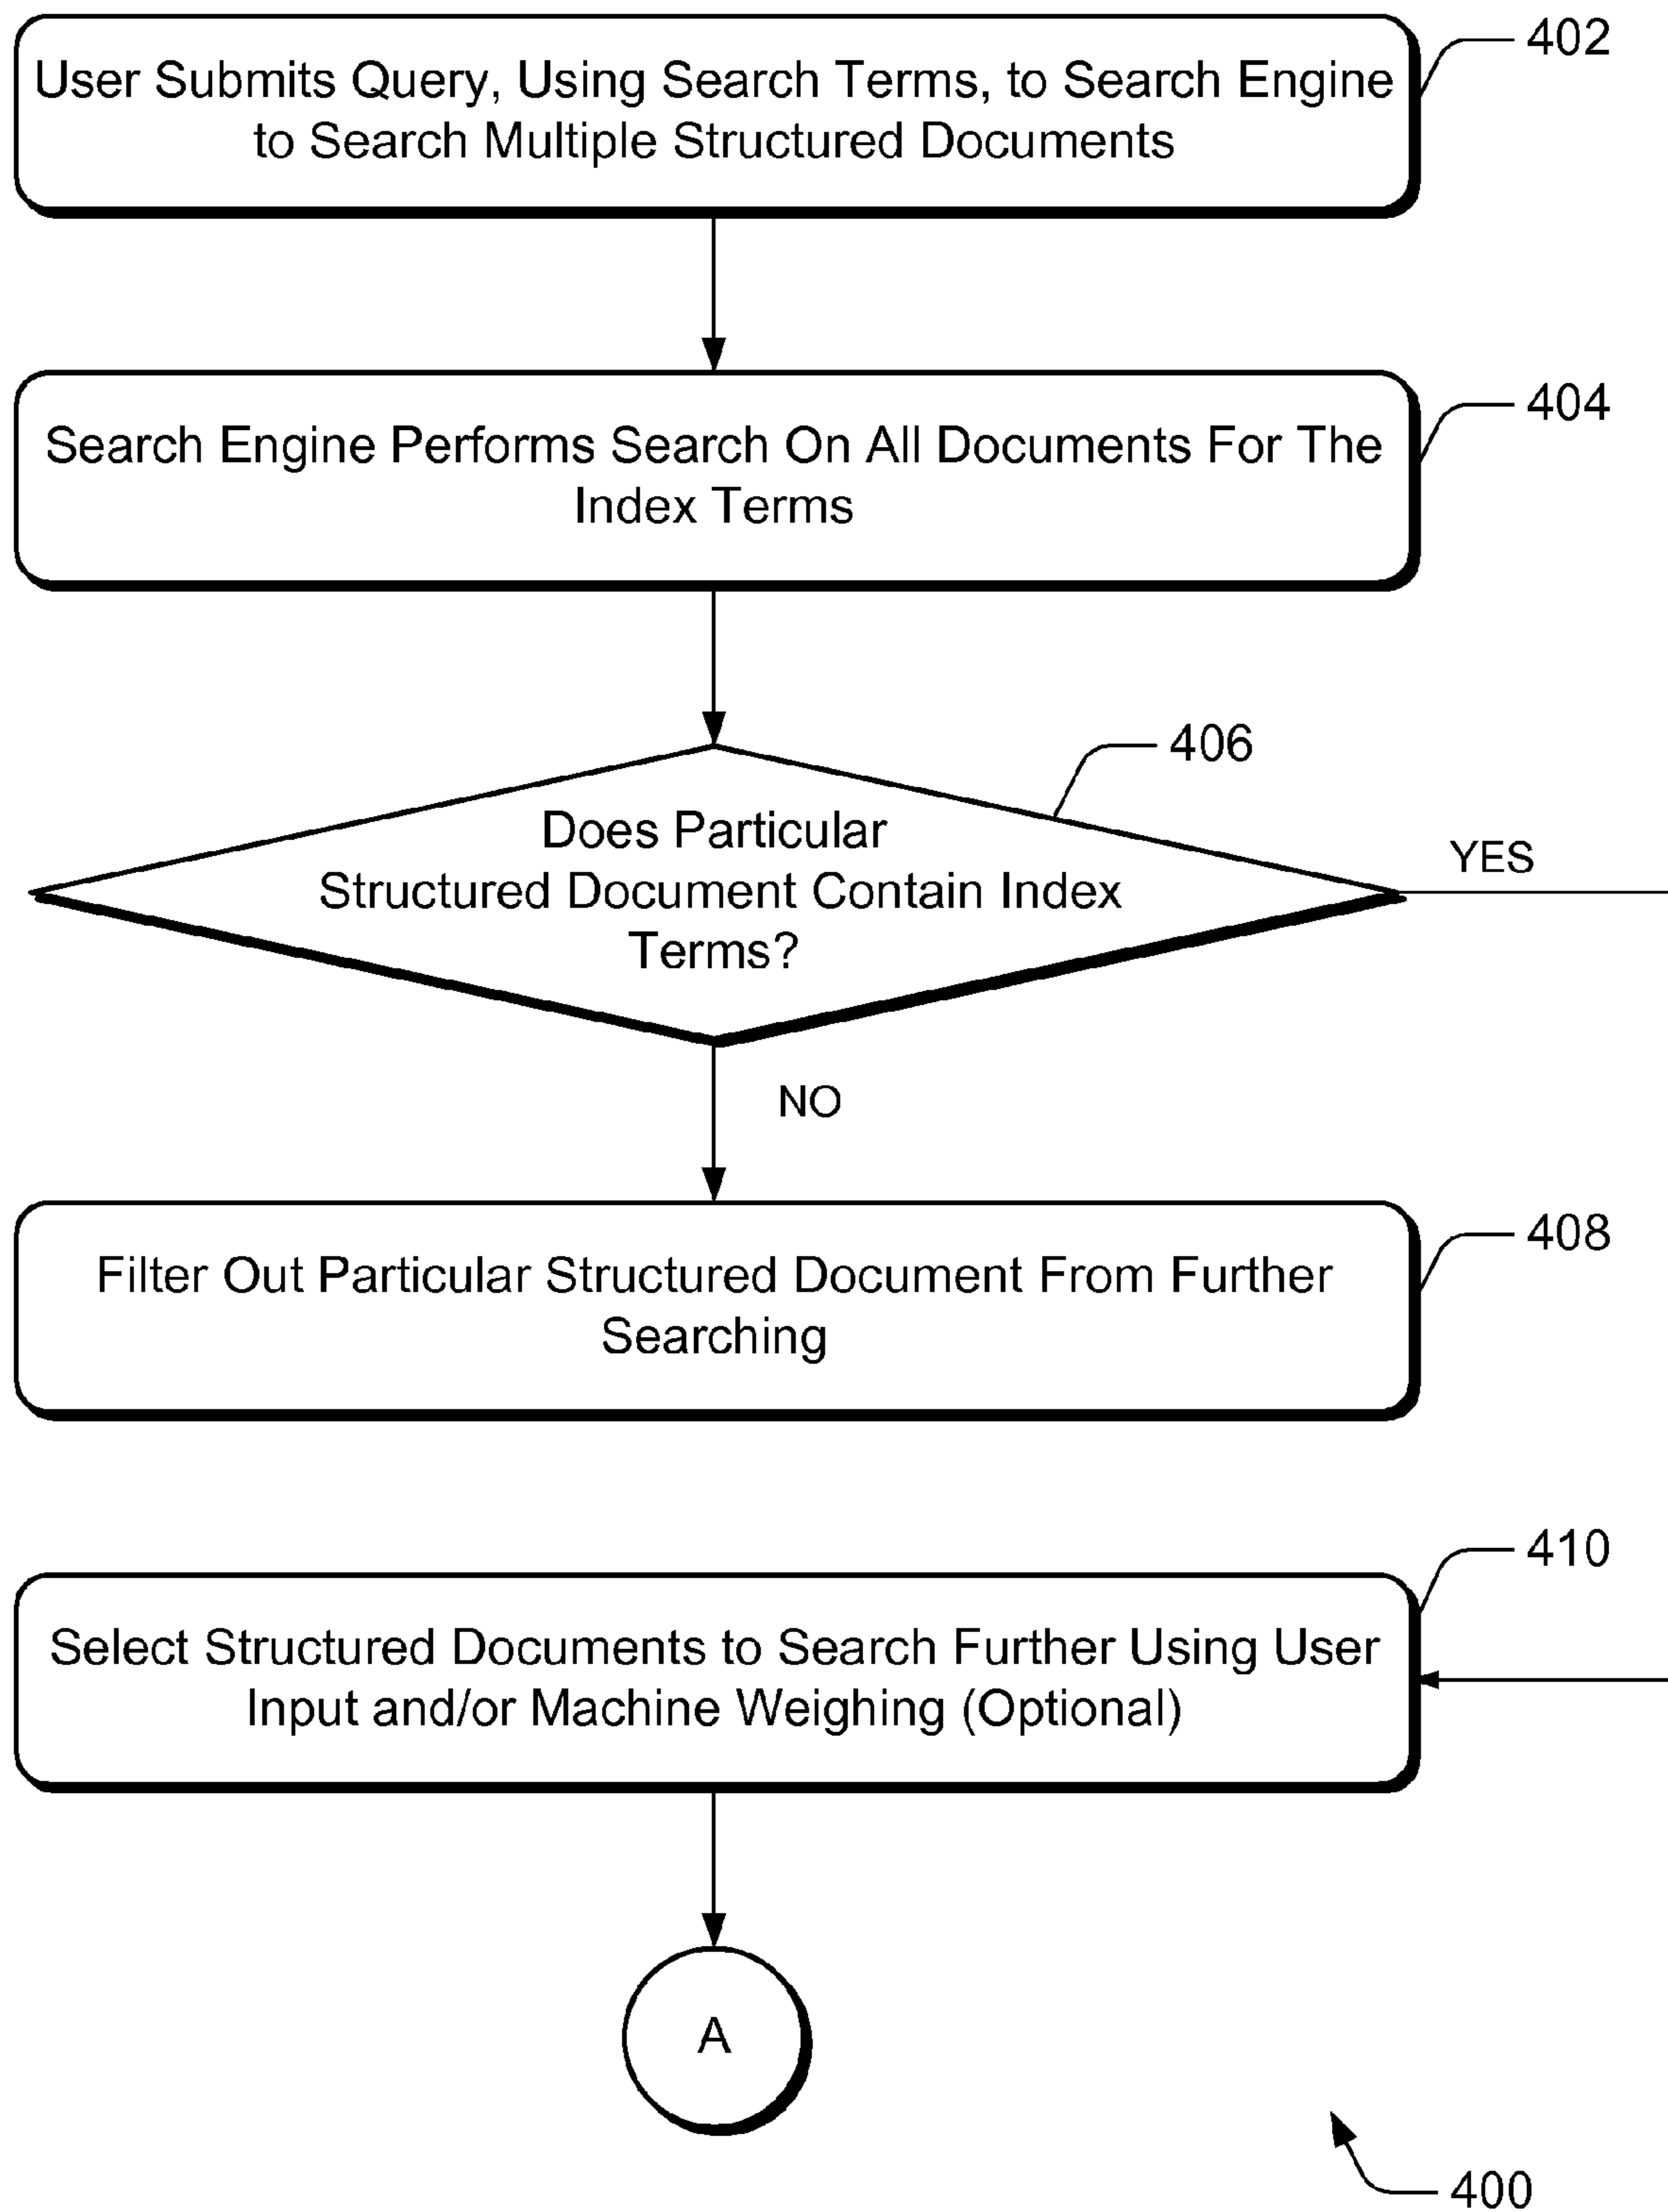 402
User Submits Query, Using Search Terms, to Search Engine
to Search Multiple Structured Documents
404
Search Engine Performs Search On All Documents For The
Index Terms
406
Does Particular
Structured Document Contain Index
Terms?
YES
NO
408
Filter Out Particular Structured Document From Further
Searching
410
Select Structured Documents to Search Further Using User
Input and/or Machine Weighing (Optional)
A
400